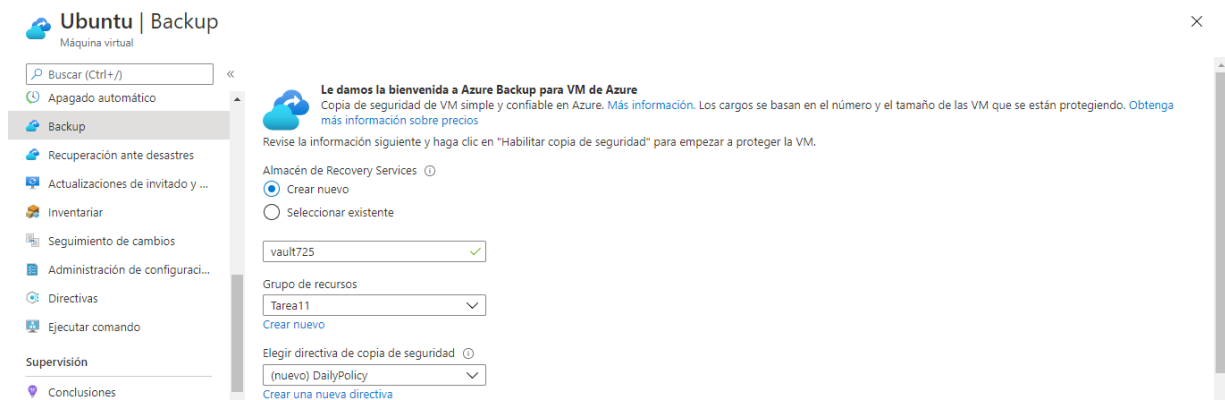 Ubuntu | Backup
Máquina virtual
Buscar (Ctrl+/)
Apagado automático
Backup
Recuperación ante desastres
Actualizaciones de invitado y ...
Inventariar
Seguimiento de cambios
Administración de configuraci...
Directivas
Ejecutar comando
Supervisión
Conclusiones
Le damos la bienvenida a Azure Backup para VM de Azure
Copia de seguridad de VM simple y confiable en Azure. Más información. Los cargos se basan en el número y el tamaño de las VM que se están protegiendo. Obtenga
más información sobre precios
Revise la información siguiente y haga clic en "Habilitar copia de seguridad" para empezar a proteger la VM.
Almacén de Recovery Services
Crear nuevo
Seleccionar existente
vault725
Grupo de recursos
Tarea11
Crear nuevo
Elegir directiva de copia de seguridad
(nuevo) DailyPolicy
Crear una nueva directiva